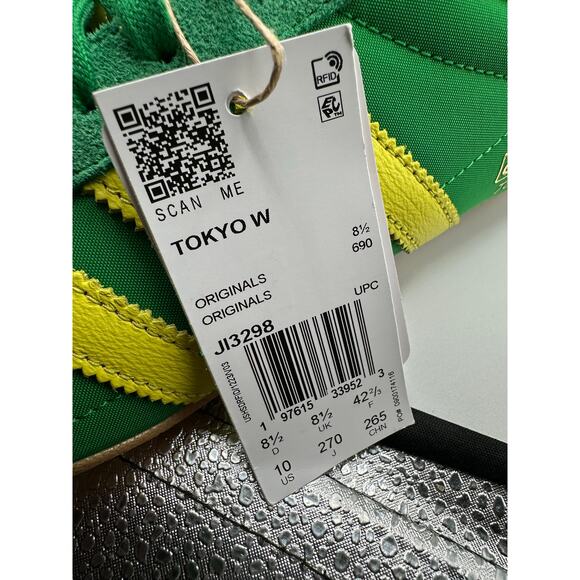 RFID
SCAN ME
TOKYO W
8½
690
ORIGINALS
ORIGINALS
UPC
JI3298
1 97615 33952 3
8½ 8½ 42⅔
D UK F
10 270 265
US J CHN